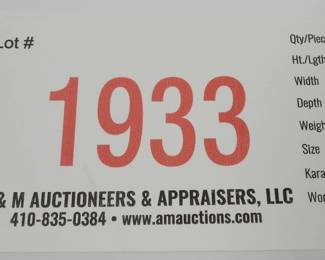 Lot #
1933
& M AUCTIONEERS & APPRAISERS, LLC
410-835-0384 • www.amauctions.com
Qty/Piec
Ht./Lgth
Width
Depth
Weigh
Size
Kara
Wor